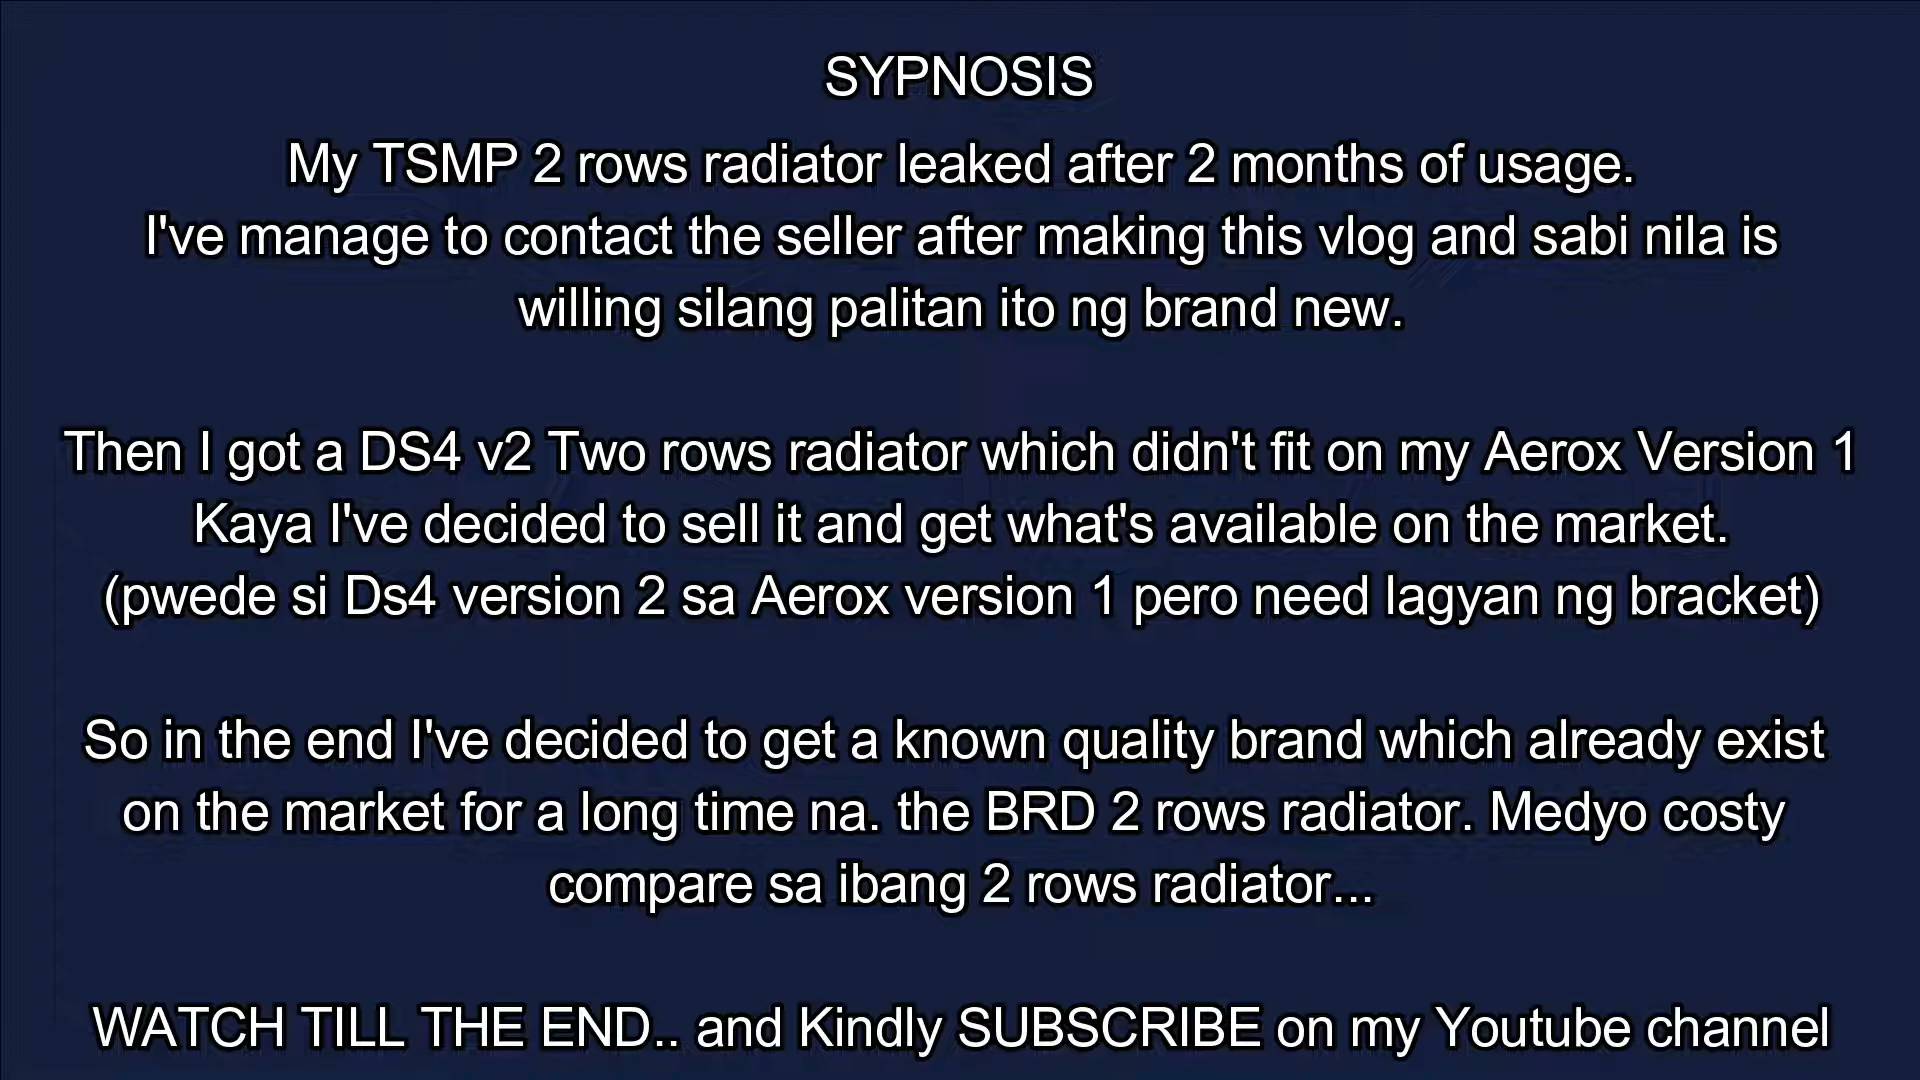 SYPNOSIS
My TSMP 2 rows radiator leaked after 2 months of usage.
I've manage to contact the seller after making this vlog and sabi nila is
willing silang palitan ito ng brand new.
Then I got a DS4 v2 Two rows radiator which didn't fit on my Aerox Version 1
Kaya I've decided to sell it and get what's available on the market.
(pwede si Ds4 version 2 sa Aerox version 1 pero need lagyan ng bracket)
So in the end I've decided to get a known quality brand which already exist
on the market for a long time na. the BRD 2 rows radiator. Medyo costy
compare sa ibang 2 rows radiator...
WATCH TILL THE END.. and Kindly SUBSCRIBE on my Youtube channel